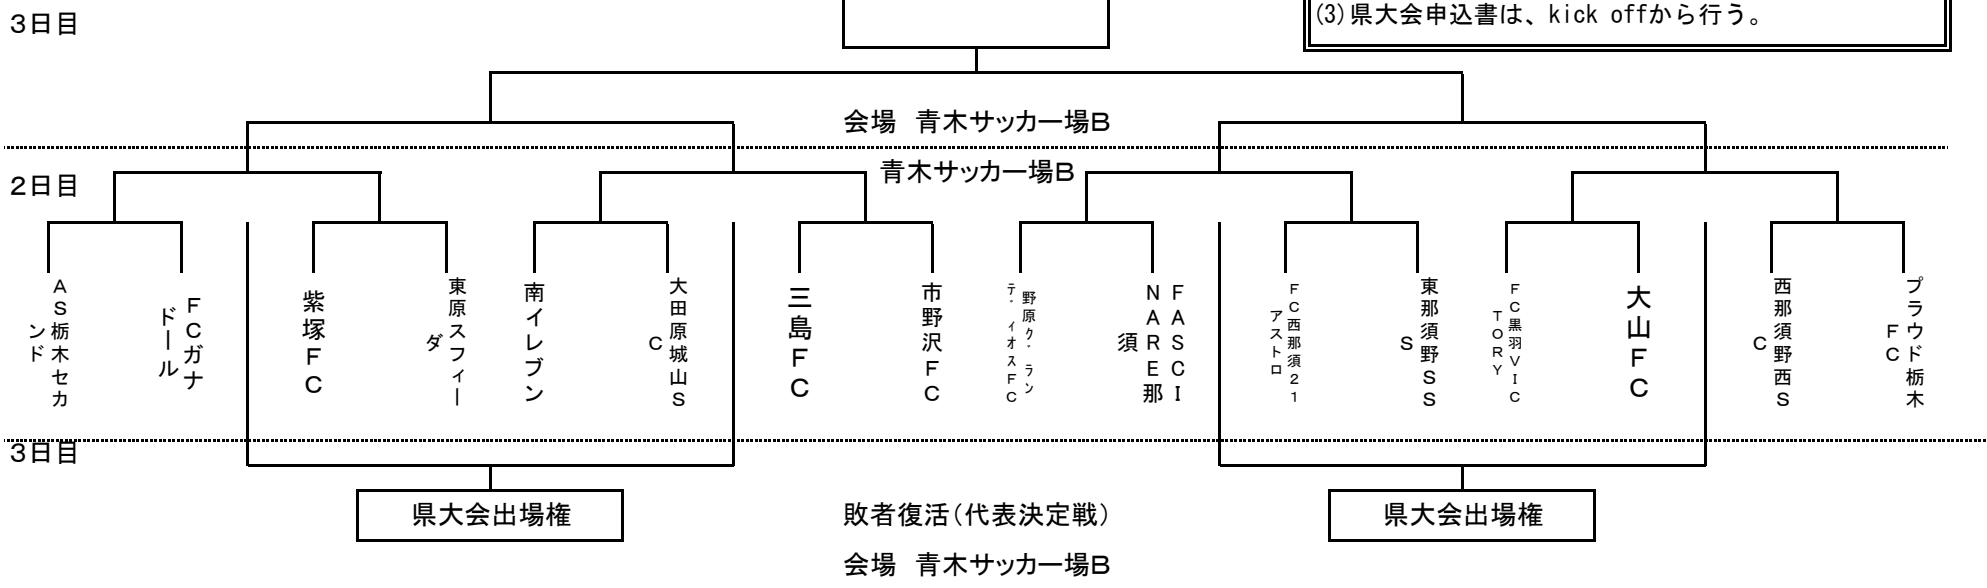 3日目
(3)県大会申込書は、kick offから行う。
会場 青木サッカー場B
青木サッカー場B
2日目
AS栃木セカンド
FCガナドール
紫塚FC
東原スフィーダ
南イレブン
大田原城山SC
三島FC
市野沢FC
野原グランディオスFC
FASCINARE那須
FC西那須21アストロ
東那須野SSS
FC黒羽VICTORY
大山FC
西那須野西SC
プラウド栃木FC
3日目
県大会出場権
敗者復活(代表決定戦)
県大会出場権
会場 青木サッカー場B